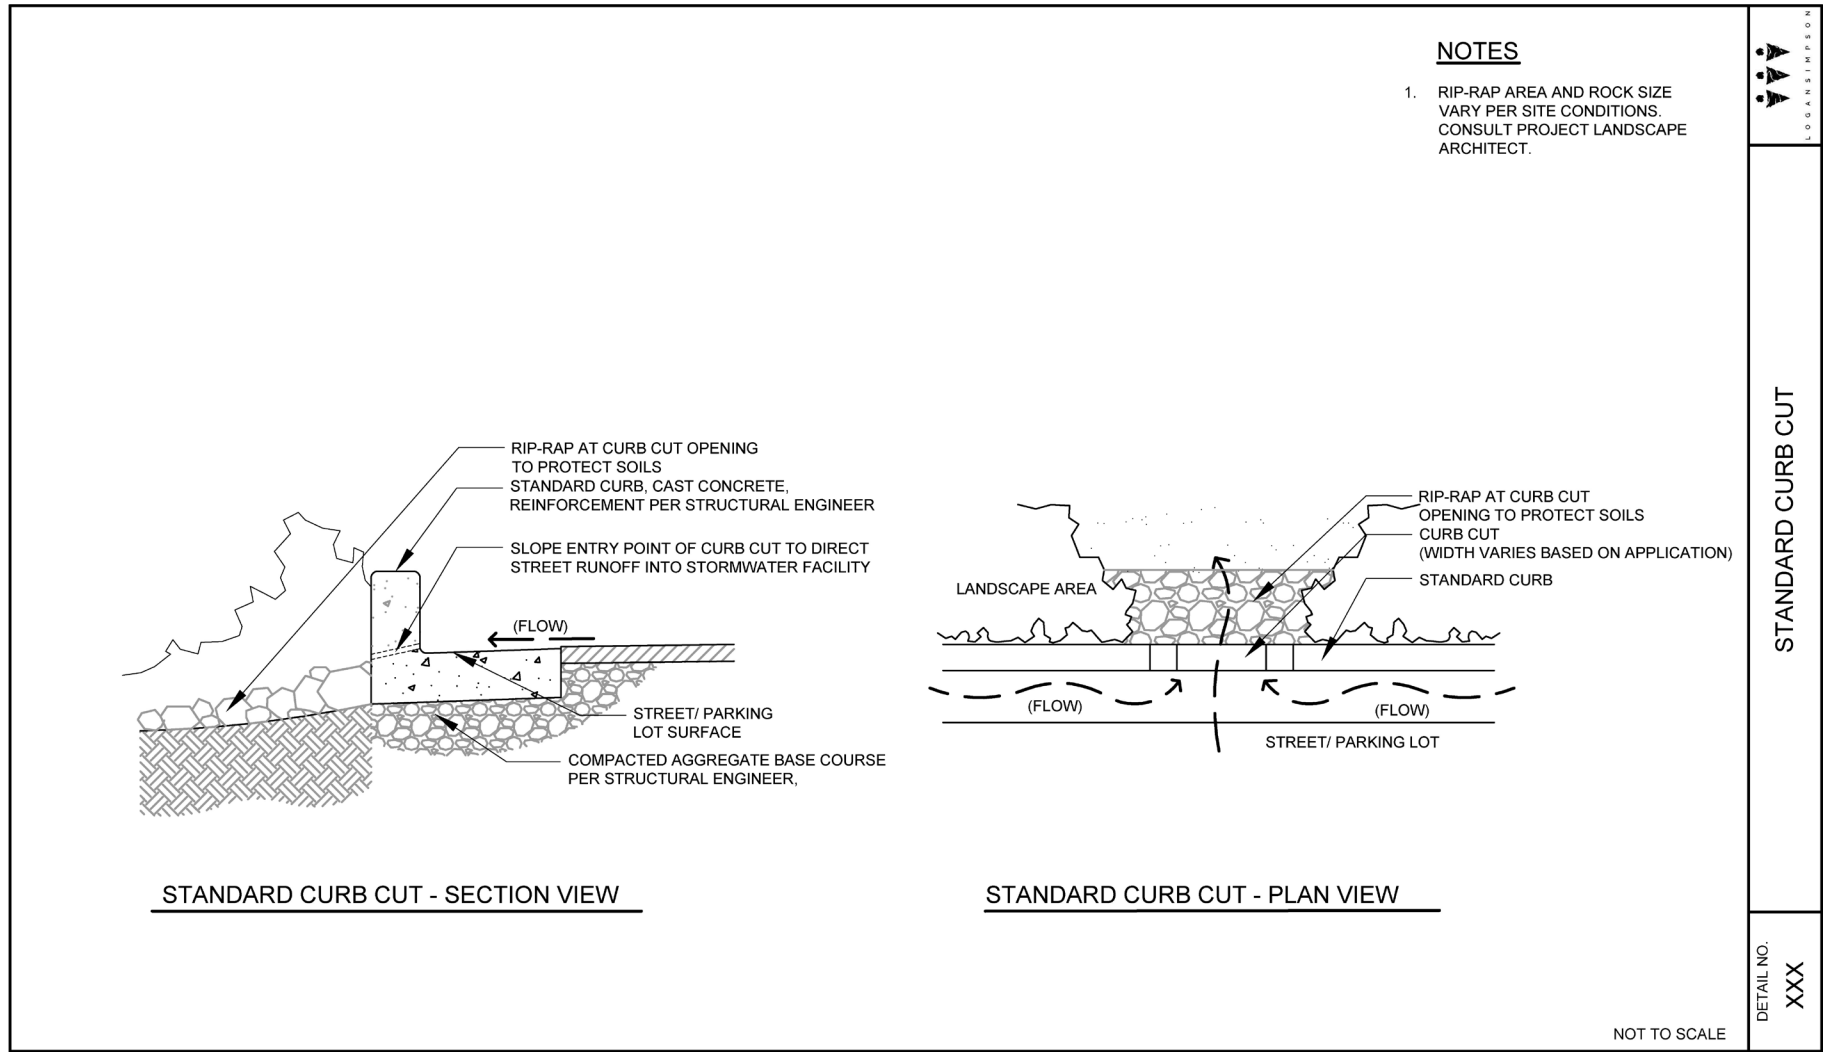 NOTES
1. RIP-RAP AREA AND ROCK SIZE
VARY PER SITE CONDITIONS.
CONSULT PROJECT LANDSCAPE
ARCHITECT.
RIP-RAP AT CURB CUT OPENING
TO PROTECT SOILS
STANDARD CURB, CAST CONCRETE,
REINFORCEMENT PER STRUCTURAL ENGINEER
SLOPE ENTRY POINT OF CURB CUT TO DIRECT
STREET RUNOFF INTO STORMWATER FACILITY
(FLOW)
STREET/ PARKING
LOT SURFACE
COMPACTED AGGREGATE BASE COURSE
PER STRUCTURAL ENGINEER,
STANDARD CURB CUT - SECTION VIEW
RIP-RAP AT CURB CUT
OPENING TO PROTECT SOILS
CURB CUT
(WIDTH VARIES BASED ON APPLICATION)
STANDARD CURB
LANDSCAPE AREA
(FLOW)
(FLOW)
STREET/ PARKING LOT
STANDARD CURB CUT - PLAN VIEW
NOT TO SCALE
LOGANSIMPSON
STANDARD CURB CUT
DETAIL NO.
XXX